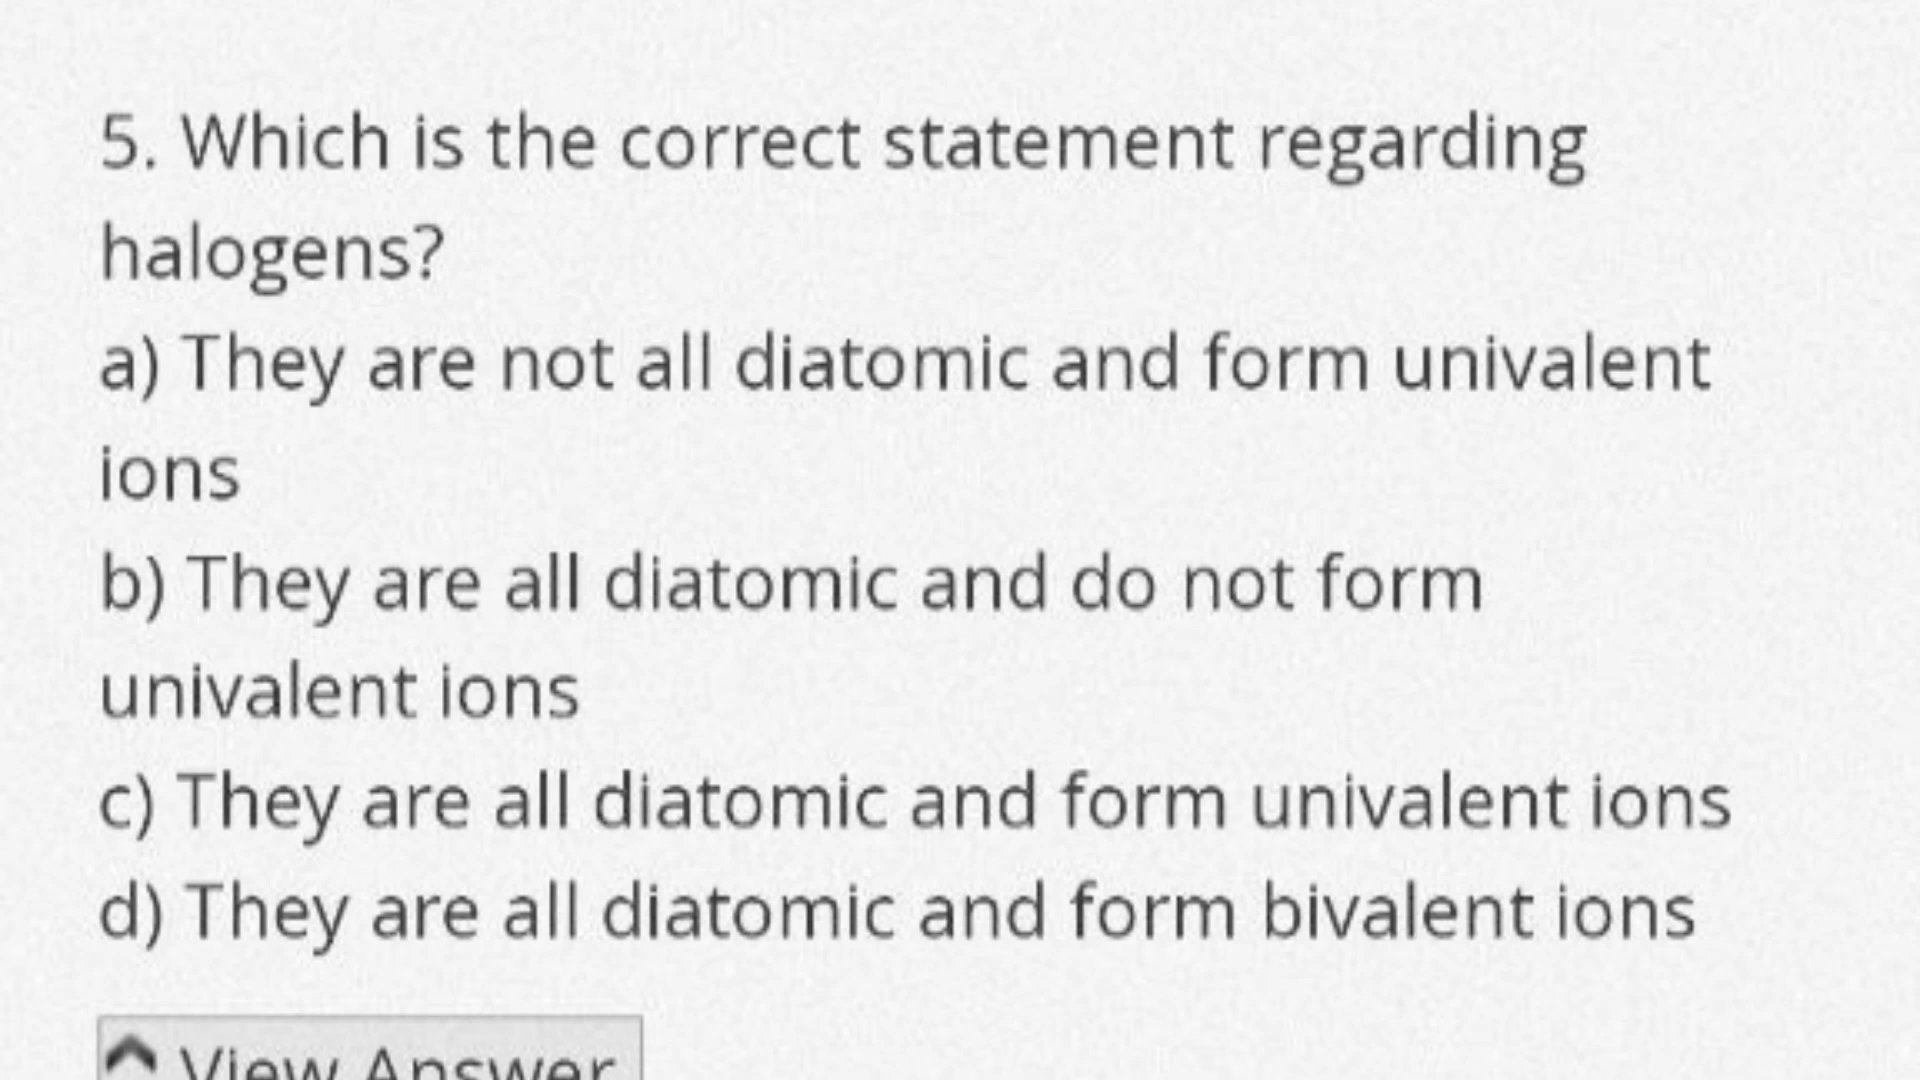 5. Which is the correct statement regarding
halogens?
a) They are not all diatomic and form univalent
ions
b) They are all diatomic and do not form
univalent ions
c) They are all diatomic and form univalent ions
d) They are all diatomic and form bivalent ions
View Answer